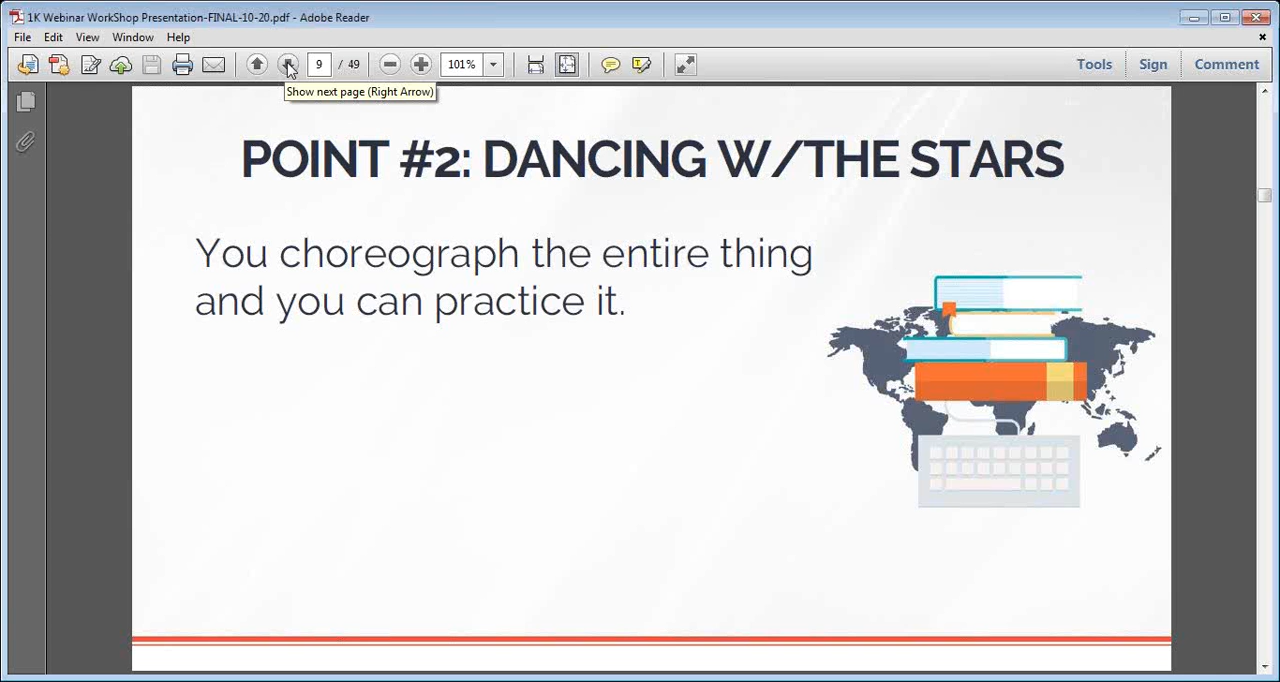 1K Webinar WorkShop Presentation-FINAL-10-20.pdf - Adobe Reader
File Edit View Window Help
9 / 49 101% Tools Sign Comment
Show next page (Right Arrow)
POINT #2: DANCING W/THE STARS
You choreograph the entire thing
and you can practice it.